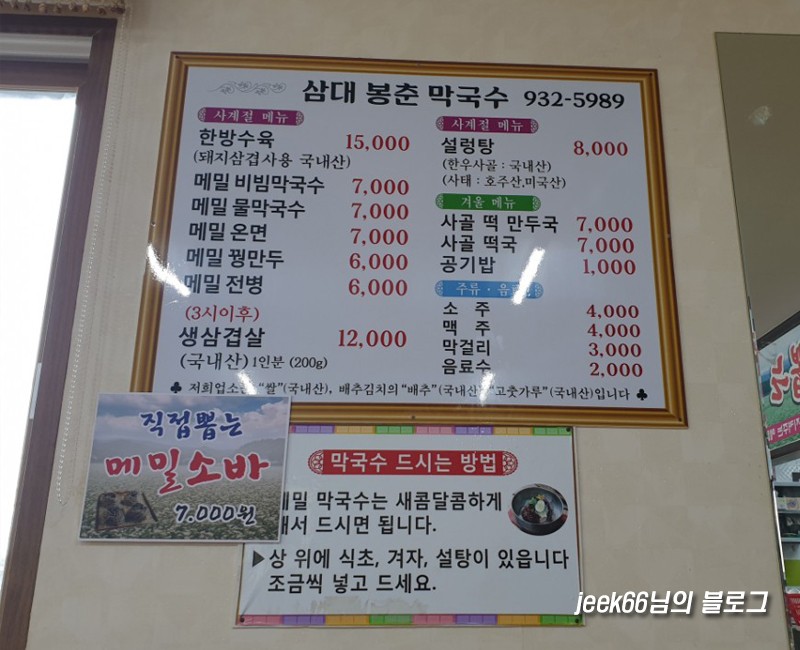 삼대 봉춘 막국수 932-5989
사계절 메뉴
한방수육 15,000
(돼지삼겹사용 국내산)
메밀 비빔막국수 7,000
메밀 물막국수 7,000
메밀 온면 7,000
메밀 꿩만두 6,000
메밀 전병 6,000
(3시이후)
생삼겹살 12,000
(국내산) 1인분 (200g)
사계절 메뉴
설렁탕 8,000
(한우사골 : 국내산)
(사태 : 호주산,미국산)
겨울 메뉴
사골 떡 만두국 7,000
사골 떡국 7,000
공기밥 1,000
주류 · 음료
소 주 4,000
맥 주 4,000
막걸리 3,000
음료수 2,000
♣ 저희업소는 "쌀"(국내산), 배추김치의 "배추"(국내산) "고춧가루"(국내산)입니다 ♣
직접뽑는
메밀소바
7,000원
막국수 드시는 방법
메밀 막국수는 새콤달콤하게
해서 드시면 됩니다.
▶상 위에 식초, 겨자, 설탕이 있읍니다
조금씩 넣고 드세요.
jeek66님의 블로그